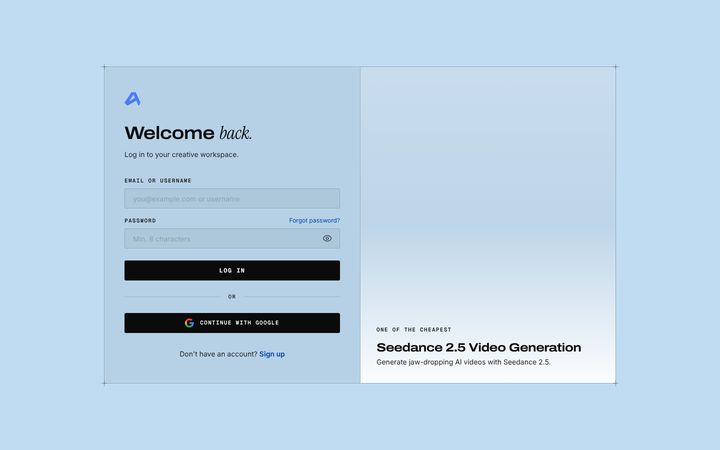 Welcome back.
Log in to your creative workspace.
EMAIL OR USERNAME
you@example.com or username
PASSWORD
Forgot password?
Min. 8 characters
LOG IN
OR
CONTINUE WITH GOOGLE
Don't have an account? Sign up
ONE OF THE CHEAPEST
Seedance 2.5 Video Generation
Generate jaw-dropping AI videos with Seedance 2.5.